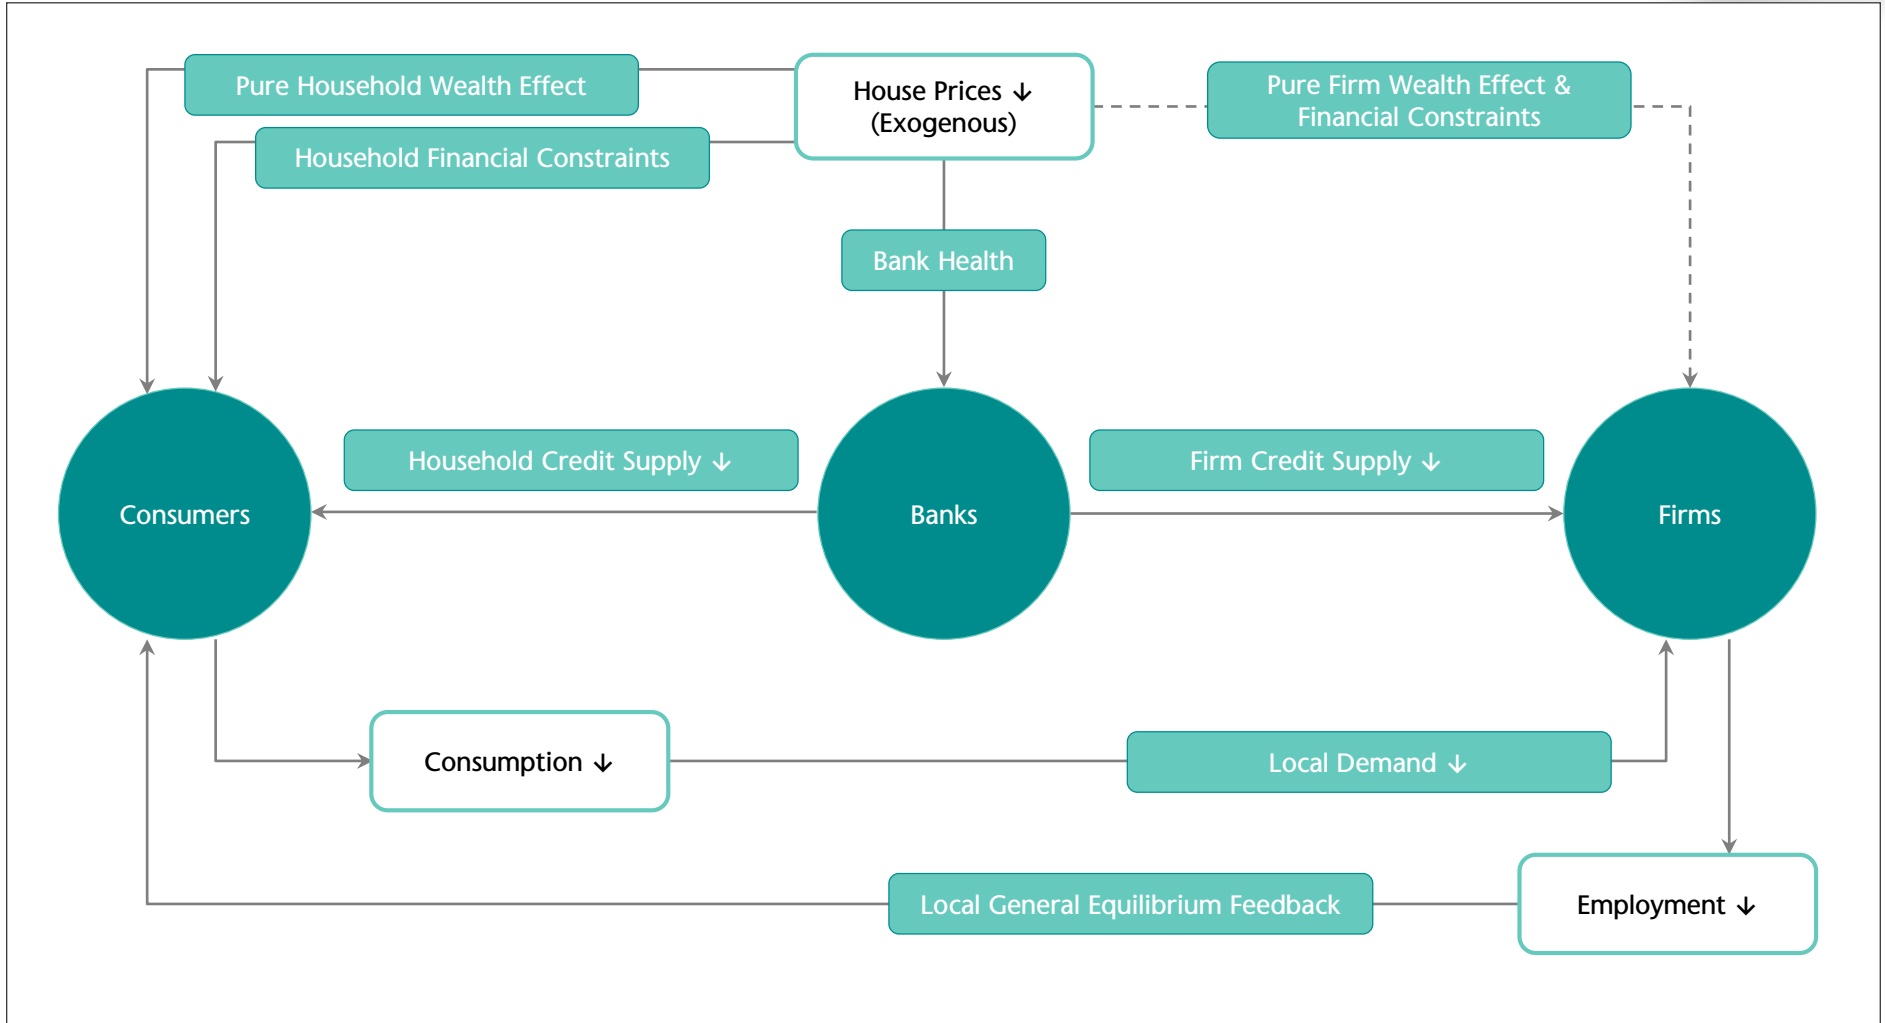 Pure Household Wealth Effect
House Prices ↓
(Exogenous)
Pure Firm Wealth Effect &
Financial Constraints
Household Financial Constraints
Bank Health
Household Credit Supply ↓
Firm Credit Supply ↓
Consumers
Banks
Firms
Consumption ↓
Local Demand ↓
Local General Equilibrium Feedback
Employment ↓